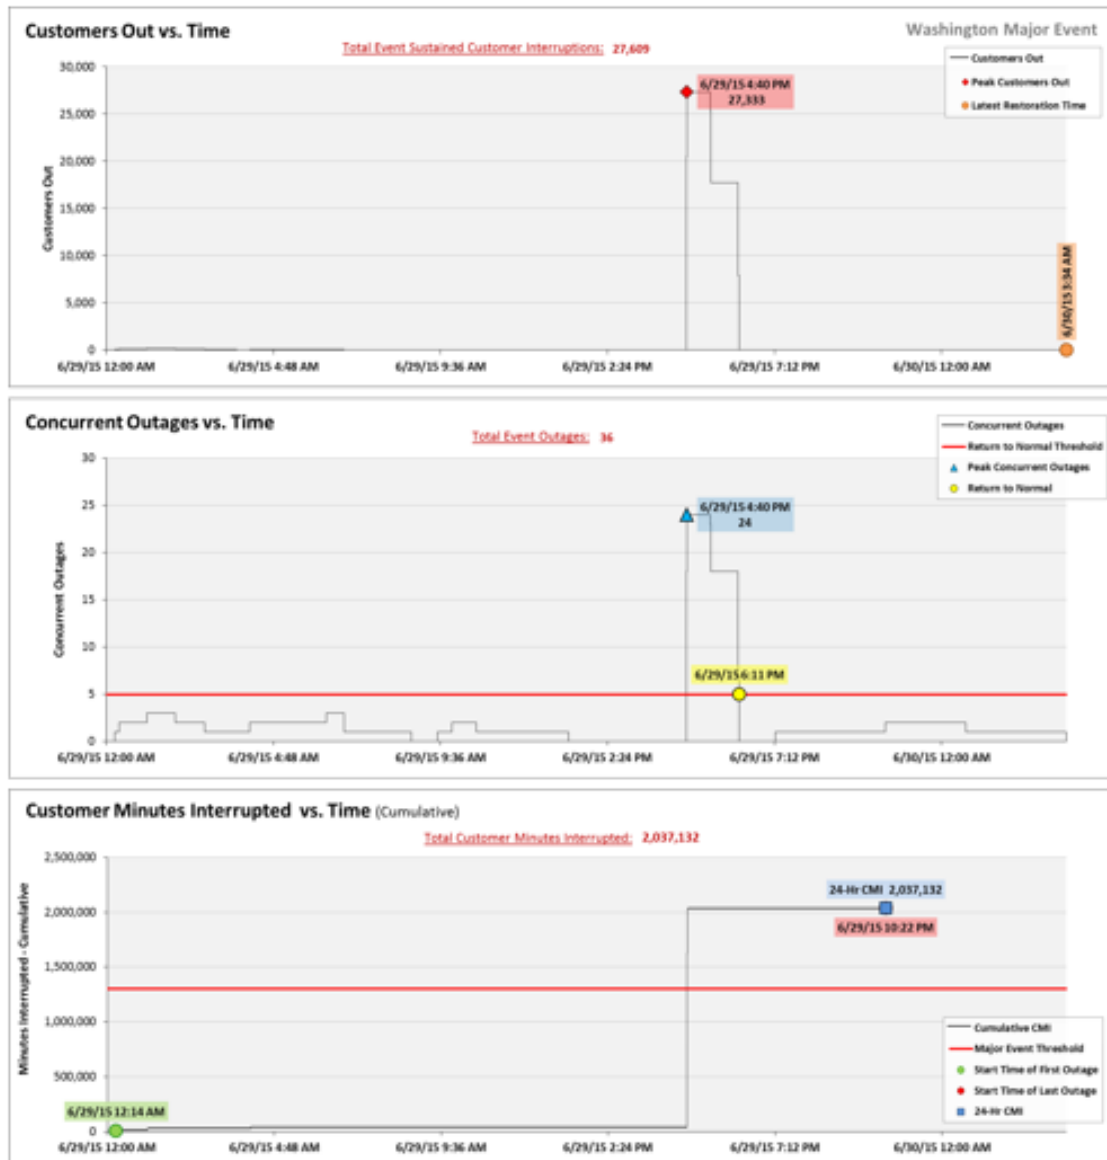 Customers Out vs. Time
Washington Major Event
Total Event Sustained Customer Interruptions: 27,609
Customers Out
Peak Customers Out
Latest Restoration Time
30,000
25,000
20,000
15,000
10,000
5,000
0
Customers Out
6/29/15 4:40 PM
27,333
6/30/15 3:34 AM
6/29/15 12:00 AM
6/29/15 4:48 AM
6/29/15 9:36 AM
6/29/15 2:24 PM
6/29/15 7:12 PM
6/30/15 12:00 AM
Concurrent Outages vs. Time
Total Event Outages: 36
Concurrent Outages
Return to Normal Threshold
Peak Concurrent Outages
Return to Normal
30
25
20
15
10
5
0
Concurrent Outages
6/29/15 4:40 PM
24
6/29/15 6:11 PM
6/29/15 12:00 AM
6/29/15 4:48 AM
6/29/15 9:36 AM
6/29/15 2:24 PM
6/29/15 7:12 PM
6/30/15 12:00 AM
Customer Minutes Interrupted vs. Time (Cumulative)
Total Customer Minutes Interrupted: 2,037,132
2,500,000
2,000,000
1,500,000
1,000,000
500,000
0
Minutes Interrupted - Cumulative
24-Hr CMI 2,037,132
6/29/15 10:22 PM
Cumulative CMI
Major Event Threshold
Start Time of First Outage
Start Time of Last Outage
24-Hr CMI
6/29/15 12:14 AM
6/29/15 12:00 AM
6/29/15 4:48 AM
6/29/15 9:36 AM
6/29/15 2:24 PM
6/29/15 7:12 PM
6/30/15 12:00 AM